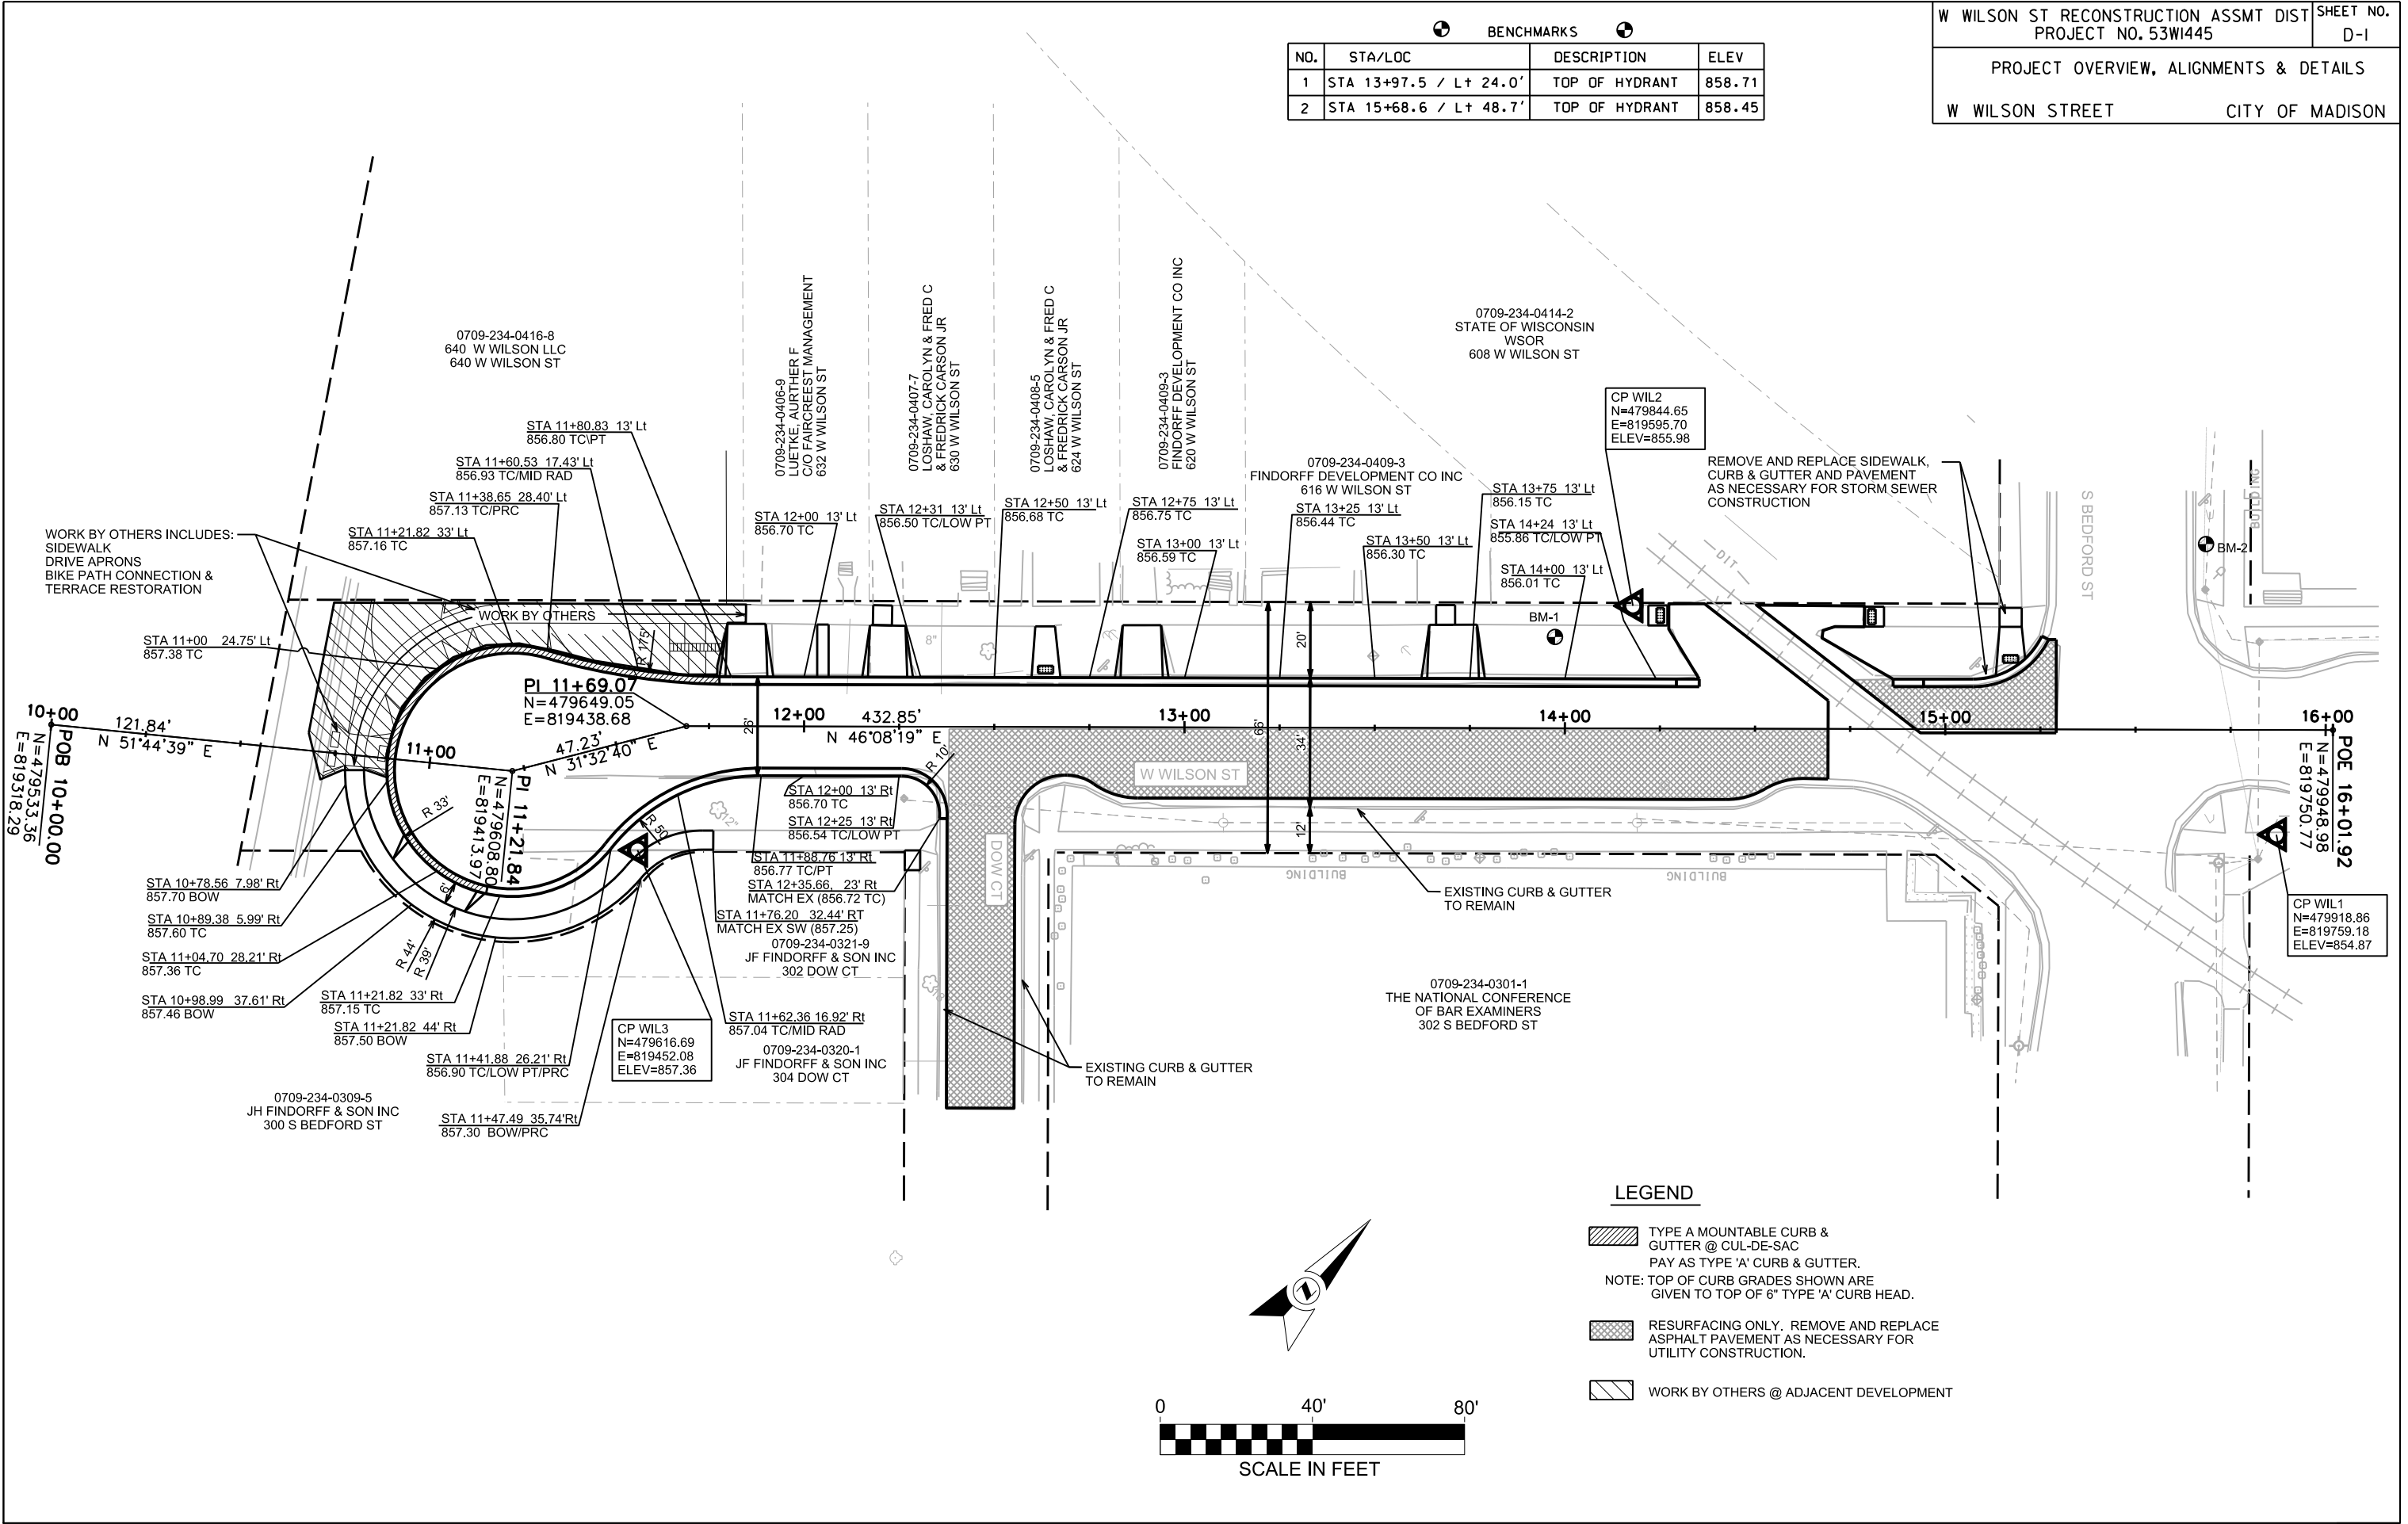 W WILSON ST RECONSTRUCTION ASSMT DIST
PROJECT NO. 53W1445
SHEET NO.
D-1
PROJECT OVERVIEW, ALIGNMENTS & DETAILS
W WILSON STREET CITY OF MADISON
BENCHMARKS
NO. STA/LOC DESCRIPTION ELEV
1 STA 13+97.5 / Lt 24.0' TOP OF HYDRANT 858.71
2 STA 15+68.6 / Lt 48.7' TOP OF HYDRANT 858.45
0709-234-0416-8
640 W WILSON LLC
640 W WILSON ST
0709-234-0406-9
LUETKE, AURTHER F
C/O FAIRCREEST MANAGEMENT
632 W WILSON ST
0709-234-0407-7
LOSHAW, CAROLYN & FRED C
& FREDRICK CARSON JR
630 W WILSON ST
0709-234-0408-5
LOSHAW, CAROLYN & FRED C
& FREDRICK CARSON JR
624 W WILSON ST
0709-234-0409-3
FINDORFF DEVELOPMENT CO INC
620 W WILSON ST
0709-234-0414-2
STATE OF WISCONSIN
WSOR
608 W WILSON ST
0709-234-0409-3
FINDORFF DEVELOPMENT CO INC
616 W WILSON ST
CP WIL2
N=479844.65
E=819595.70
ELEV=855.98
REMOVE AND REPLACE SIDEWALK,
CURB & GUTTER AND PAVEMENT
AS NECESSARY FOR STORM SEWER
CONSTRUCTION
S BEDFORD ST
BUILDING
BM-2
STA 11+80.83 13' Lt
856.80 TC\PT
STA 11+60.53 17.43' Lt
856.93 TC/MID RAD
STA 11+38.65 28.40' Lt
857.13 TC/PRC
STA 11+21.82 33' Lt
857.16 TC
STA 12+00 13' Lt
856.70 TC
STA 12+31 13' Lt
856.50 TC/LOW PT
STA 12+50 13' Lt
856.68 TC
STA 12+75 13' Lt
856.75 TC
STA 13+00 13' Lt
856.59 TC
STA 13+25 13' Lt
856.44 TC
STA 13+50 13' Lt
856.30 TC
STA 13+75 13' Lt
856.15 TC
STA 14+24 13' Lt
855.86 TC/LOW PT
STA 14+00 13' Lt
856.01 TC
DIT
WORK BY OTHERS INCLUDES:
SIDEWALK
DRIVE APRONS
BIKE PATH CONNECTION &
TERRACE RESTORATION
WORK BY OTHERS
STA 11+00 24.75' Lt
857.38 TC
R 175'
8"
BM-1
20'
PI 11+69.07
N=479649.05
E=819438.68
10+00
121.84'
N 51°44'39" E
11+00
47.23'
N 31°32'40" E
12+00
432.85'
N 46°08'19" E
13+00
14+00
15+00
16+00
POB 10+00.00
N=479533.36
E=819318.29
PI 11+21.84
N=479608.80
E=819413.97
POE 16+01.92
N=479948.98
E=819750.77
26'
66'
34'
12'
R 10'
R 33'
R 50'
12"
W WILSON ST
DOW CT
BUILDING
BUILDING
STA 12+00 13' Rt
856.70 TC
STA 12+25 13' Rt
856.54 TC/LOW PT
STA 11+88.76 13' Rt
856.77 TC/PT
STA 12+35.66, 23' Rt
MATCH EX (856.72 TC)
STA 11+76.20 32.44' RT
MATCH EX SW (857.25)
0709-234-0321-9
JF FINDORFF & SON INC
302 DOW CT
STA 11+62.36 16.92' Rt
857.04 TC/MID RAD
0709-234-0320-1
JF FINDORFF & SON INC
304 DOW CT
EXISTING CURB & GUTTER
TO REMAIN
EXISTING CURB & GUTTER
TO REMAIN
STA 10+78.56 7.98' Rt
857.70 BOW
STA 10+89.38 5.99' Rt
857.60 TC
STA 11+04.70 28.21' Rt
857.36 TC
STA 10+98.99 37.61' Rt
857.46 BOW
6'
R 44'
R 39'
STA 11+21.82 33' Rt
857.15 TC
STA 11+21.82 44' Rt
857.50 BOW
STA 11+41.88 26.21' Rt
856.90 TC/LOW PT/PRC
STA 11+47.49 35.74'Rt
857.30 BOW/PRC
CP WIL3
N=479616.69
E=819452.08
ELEV=857.36
0709-234-0309-5
JH FINDORFF & SON INC
300 S BEDFORD ST
0709-234-0301-1
THE NATIONAL CONFERENCE
OF BAR EXAMINERS
302 S BEDFORD ST
CP WIL1
N=479918.86
E=819759.18
ELEV=854.87
LEGEND
TYPE A MOUNTABLE CURB &
GUTTER @ CUL-DE-SAC
PAY AS TYPE 'A' CURB & GUTTER.
NOTE: TOP OF CURB GRADES SHOWN ARE
GIVEN TO TOP OF 6" TYPE 'A' CURB HEAD.
RESURFACING ONLY. REMOVE AND REPLACE
ASPHALT PAVEMENT AS NECESSARY FOR
UTILITY CONSTRUCTION.
WORK BY OTHERS @ ADJACENT DEVELOPMENT
0 40' 80'
SCALE IN FEET